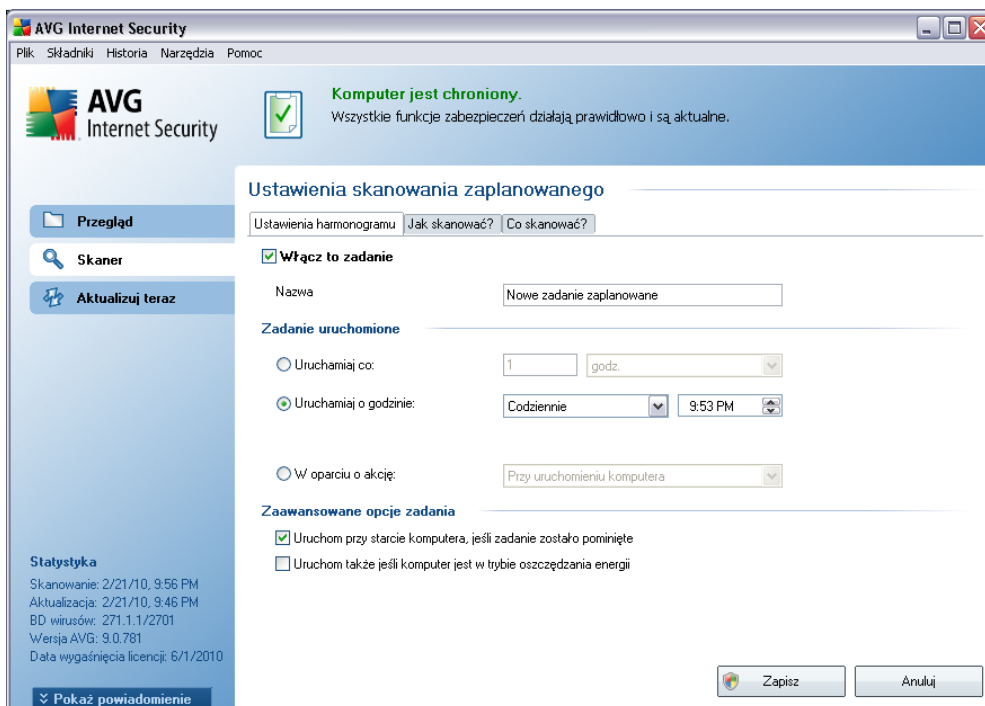 AVG Internet Security
Plik Składniki Historia Narzędzia Pomoc
AVG
Internet Security
Komputer jest chroniony.
Wszystkie funkcje zabezpieczeń działają prawidłowo i są aktualne.
Przegląd
Skaner
Aktualizuj teraz
Ustawienia skanowania zaplanowanego
Ustawienia harmonogramu Jak skanować? Co skanować?
Włącz to zadanie
Nazwa Nowe zadanie zaplanowane
Zadanie uruchomione
Uruchamiaj co: 1 godz.
Uruchamiaj o godzinie: Codziennie 9:53 PM
W oparciu o akcję: Przy uruchomieniu komputera
Zaawansowane opcje zadania
Uruchom przy starcie komputera, jeśli zadanie zostało pominięte
Uruchom także jeśli komputer jest w trybie oszczędzania energii
Statystyka
Skanowanie: 2/21/10, 9:56 PM
Aktualizacja: 2/21/10, 9:46 PM
BD wirusów: 271.1.1/2701
Wersja AVG: 9.0.781
Data wygaśnięcia licencji: 6/1/2010
Pokaż powiadomienie
Zapisz Anuluj